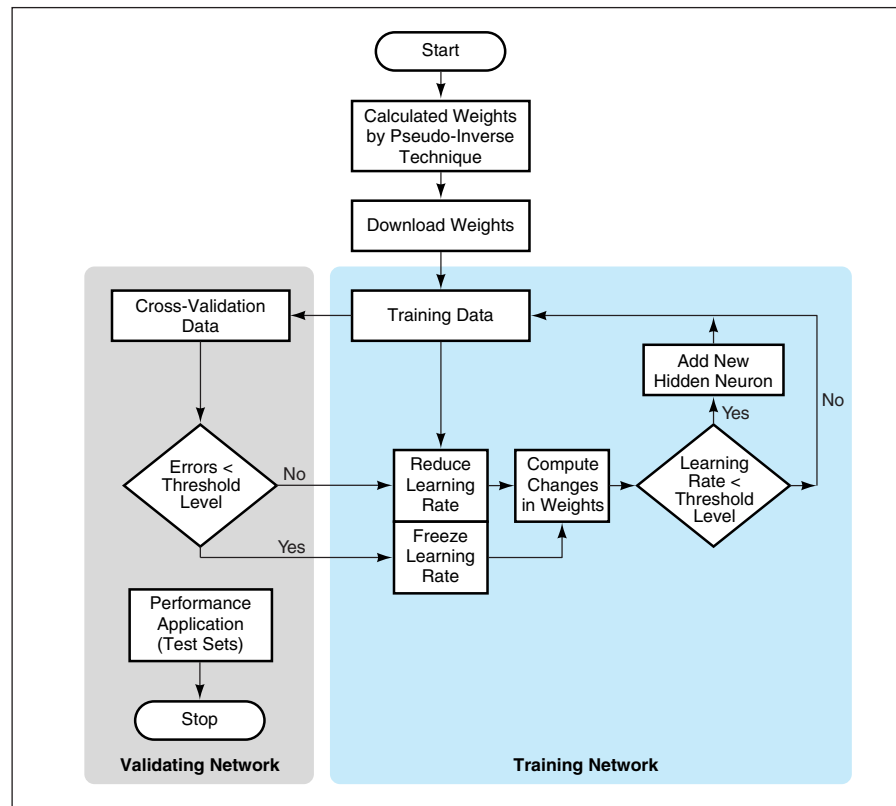 Start
Calculated Weights
by Pseudo-Inverse
Technique
Download Weights
Cross-Validation
Data
Training Data
Add New
Hidden Neuron
No
Yes
Errors <
Threshold
Level
No
Reduce
Learning
Rate
Compute
Changes
in Weights
Learning
Rate <
Threshold
Level
Yes
Freeze
Learning
Rate
Performance
Application
(Test Sets)
Stop
Validating Network
Training Network